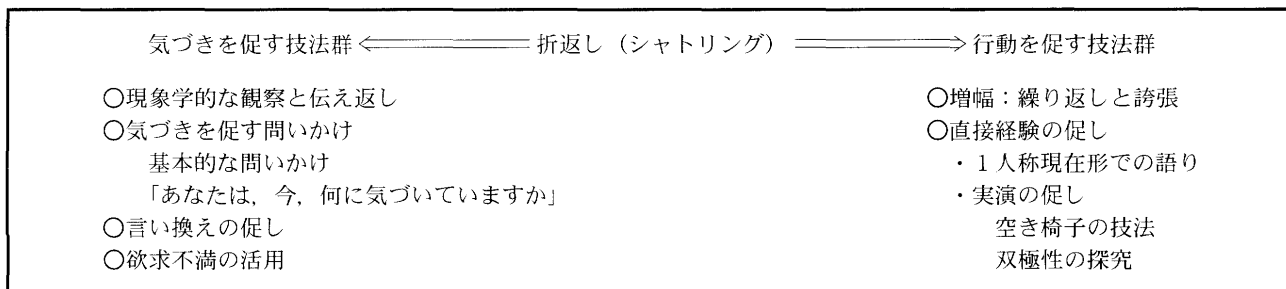 気づきを促す技法群⇐折返し(シャトリング)⇒行動を促す技法群
○現象学的な観察と伝え返し
○気づきを促す問いかけ
基本的な問いかけ
「あなたは,今,何に気づいていますか」
○言い換えの促し
○欲求不満の活用
○増幅:繰り返しと誇張
○直接経験の促し
・1人称現在形での語り
・実演の促し
空き椅子の技法
双極性の探究